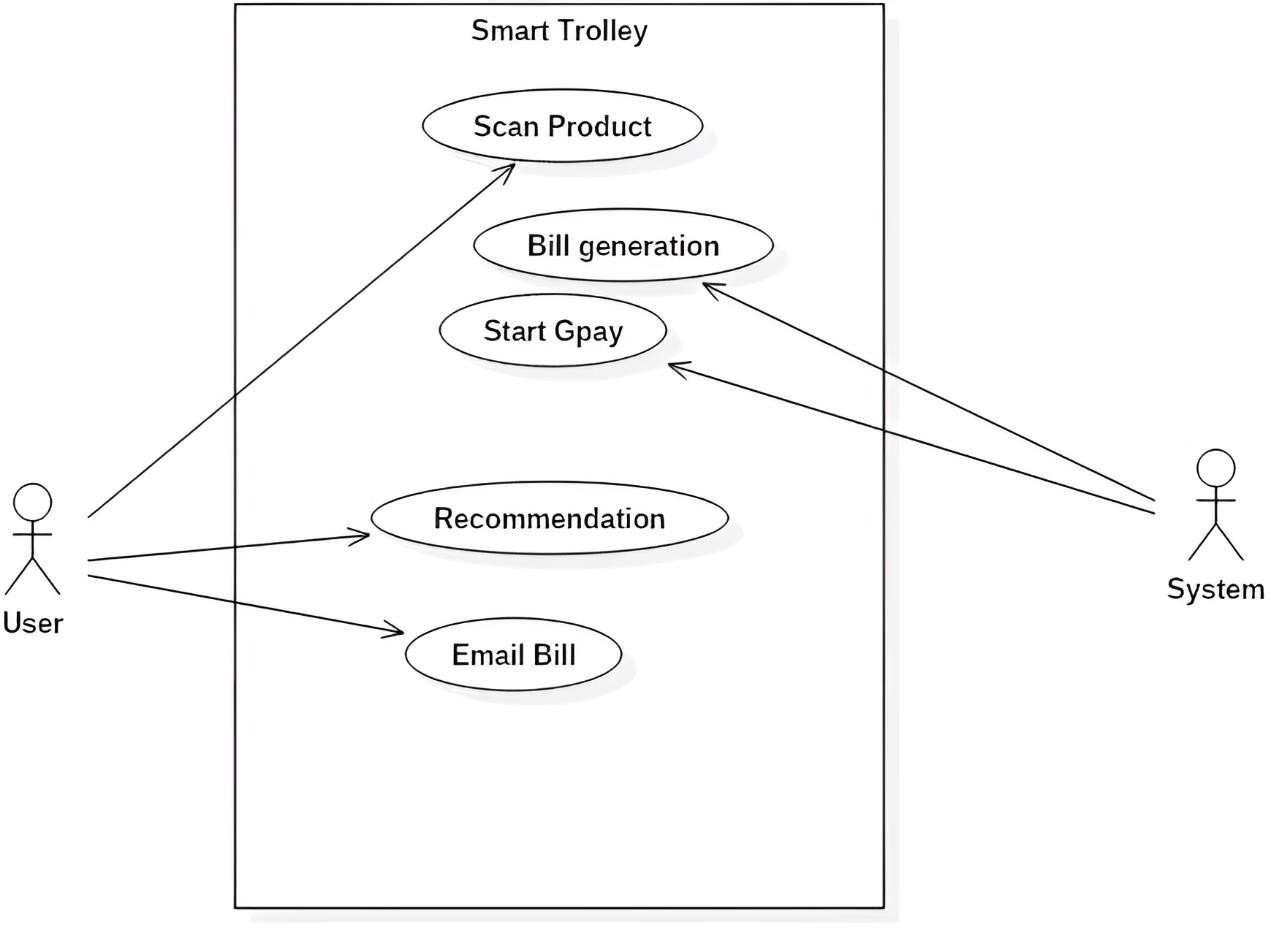 Smart Trolley
Scan Product
Bill generation
Start Gpay
Recommendation
Email Bill
User
System